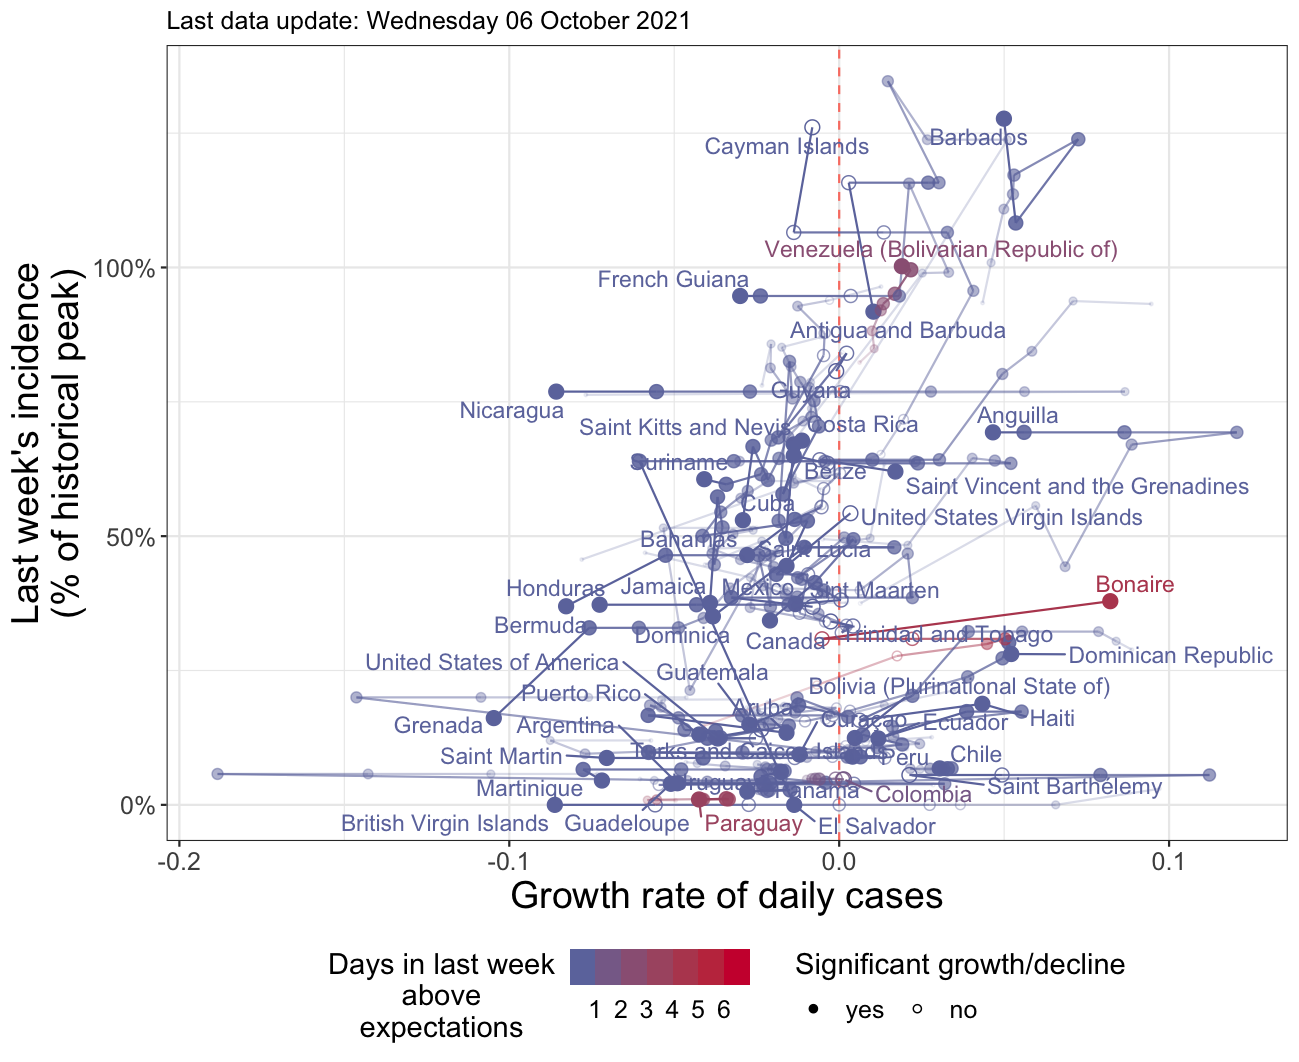 Last data update: Wednesday 06 October 2021
Barbados
Cayman Islands
Venezuela (Bolivarian Republic of)
French Guiana
100%
Antigua and Barbuda
Guyana
Nicaragua
Anguilla
Saint Kitts and Nevis
Costa Rica
Suriname
Belize
Saint Vincent and the Grenadines
Cuba
United States Virgin Islands
50%
Bahamas
Saint Lucia
Honduras
Jamaica
Mexico
Sint Maarten
Bonaire
Bermuda
Dominica
Canada
Trinidad and Tobago
Dominican Republic
United States of America
Guatemala
Puerto Rico
Bolivia (Plurinational State of)
Aruba
Curaçao
Ecuador
Haiti
Grenada
Argentina
Saint Martin
Turks and Caicos Islands
Peru
Chile
Martinique
Uruguay
Panama
Colombia
Saint Barthelemy
0%
British Virgin Islands
Guadeloupe
Paraguay
El Salvador
Last week's incidence
(% of historical peak)
-0.2
-0.1
0.0
0.1
Growth rate of daily cases
Days in last week
above
expectations
1 2 3 4 5 6
Significant growth/decline
yes
no